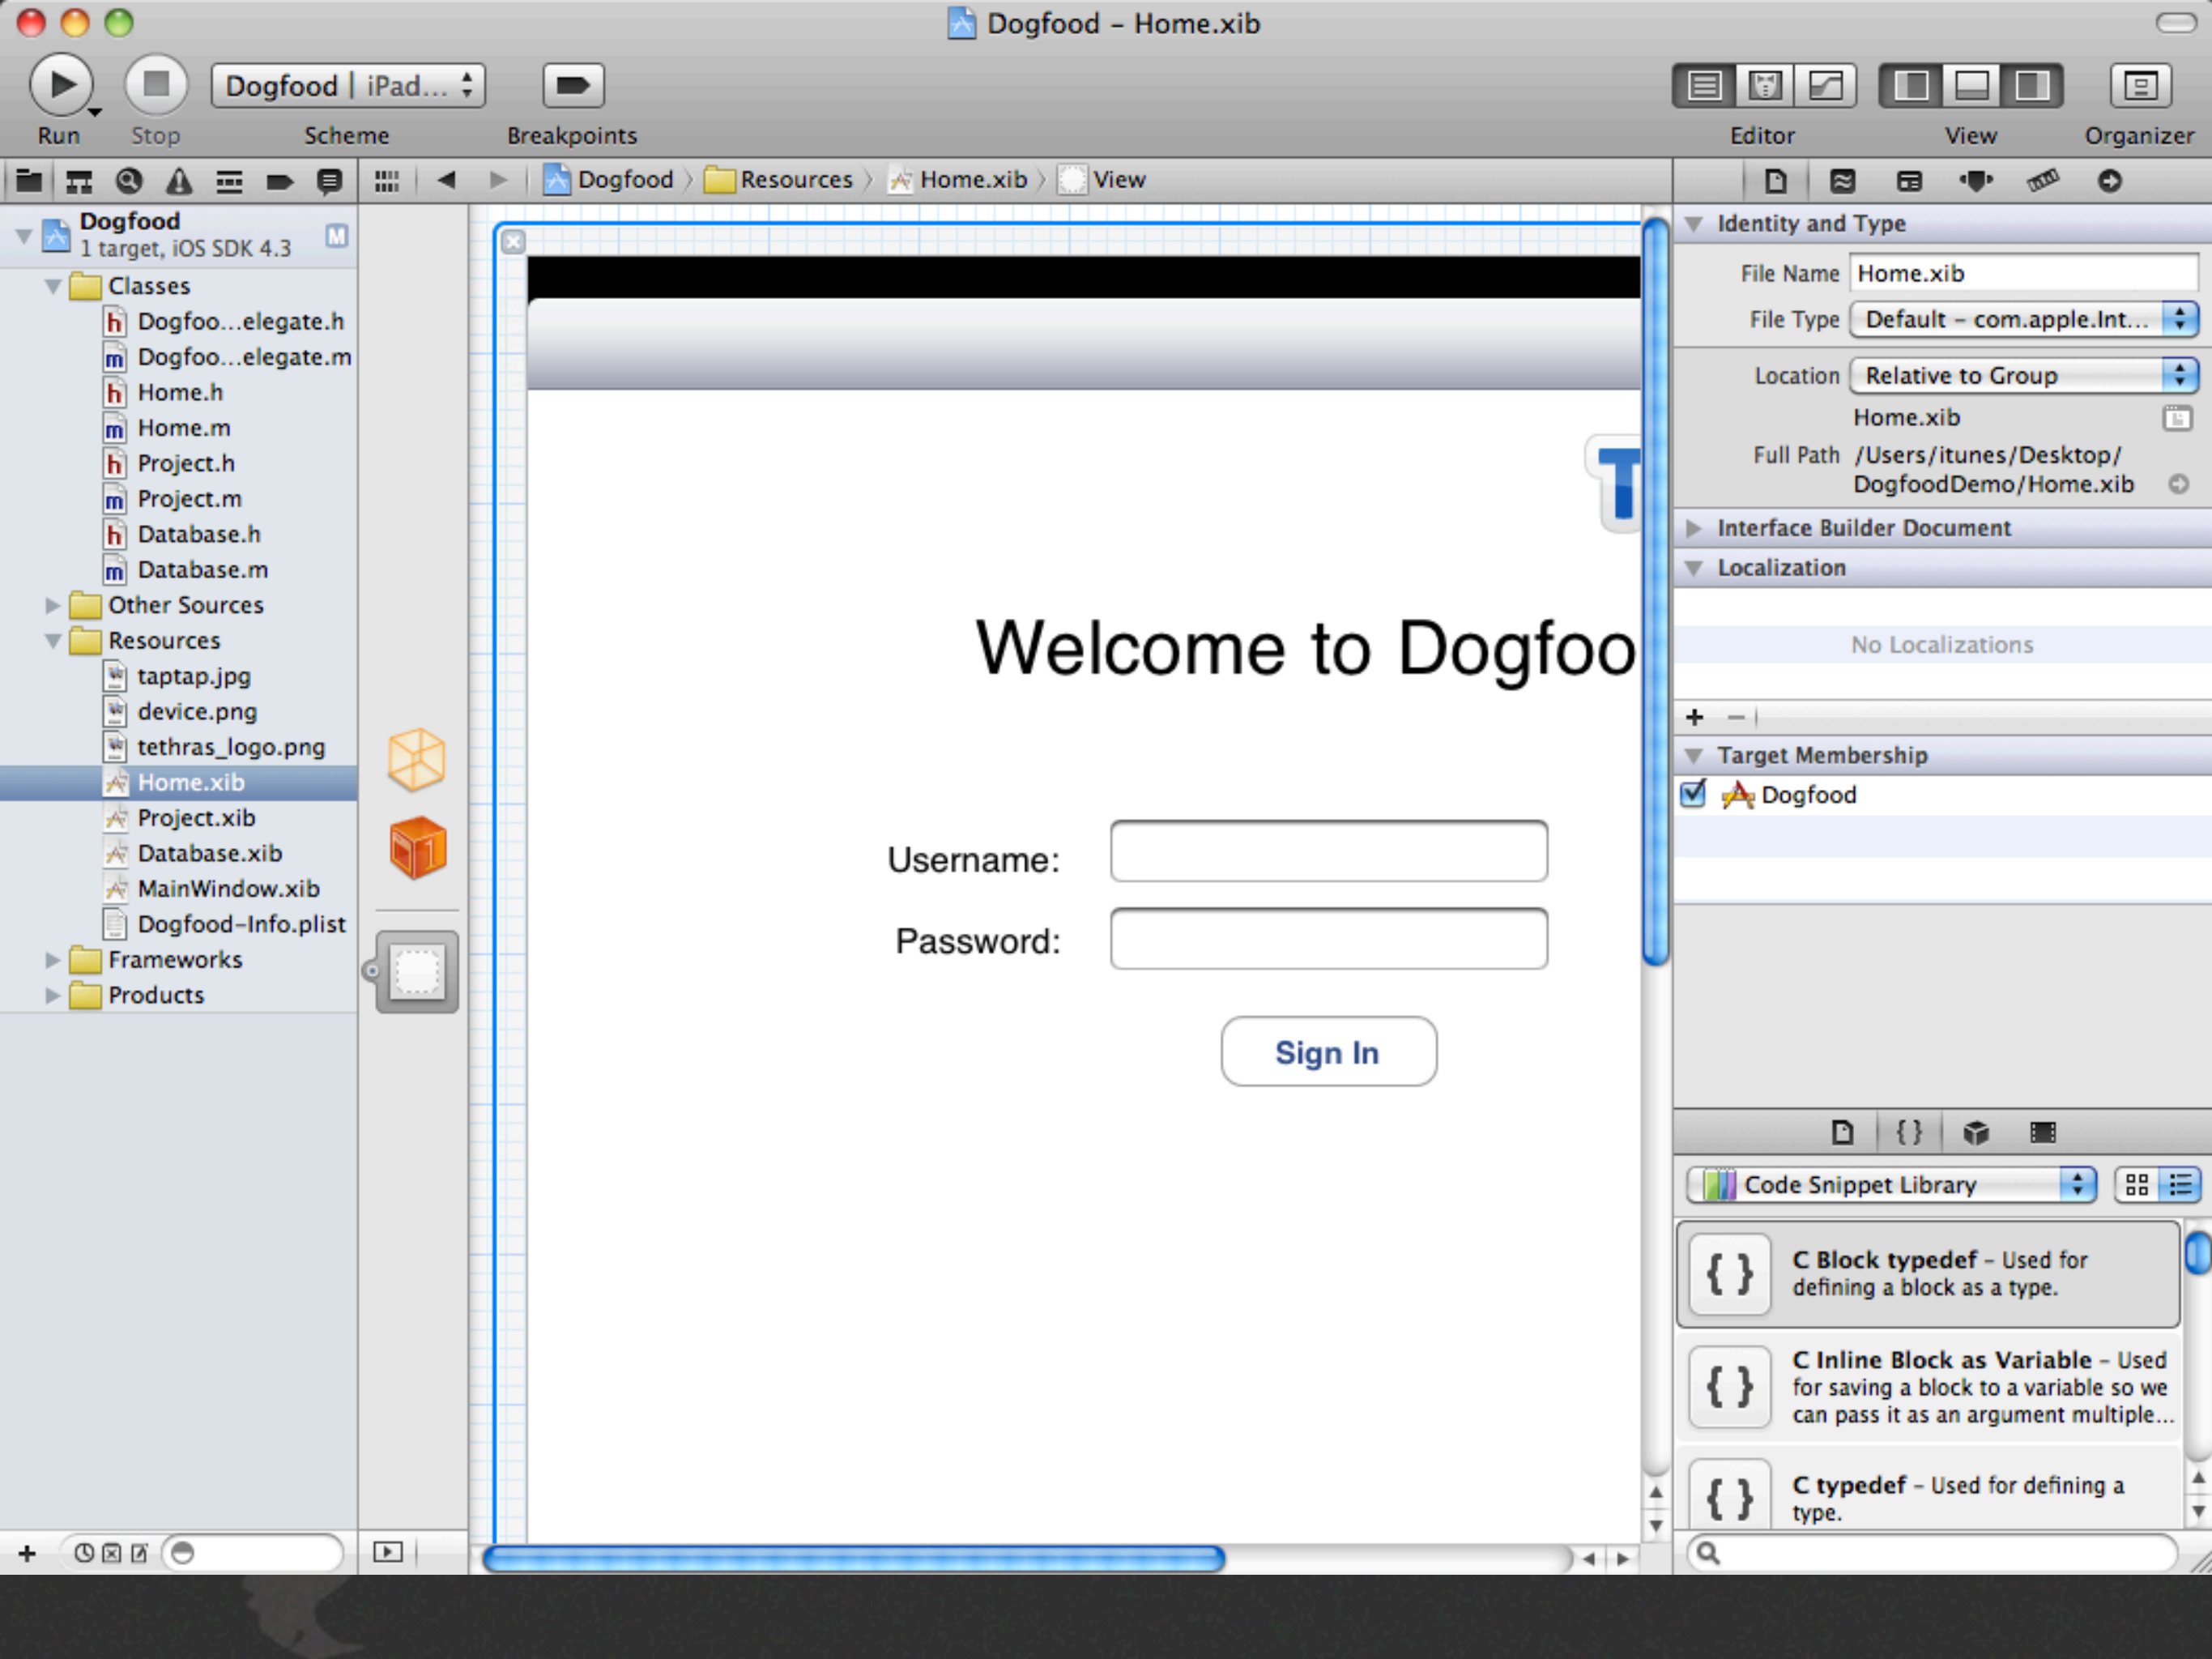 Dogfood – Home.xib
Dogfood | iPad...
Run
Stop
Scheme
Breakpoints
Editor
View
Organizer
Dogfood
Resources
Home.xib
View
Dogfood
1 target, iOS SDK 4.3
M
Classes
h Dogfoo...elegate.h
m Dogfoo...elegate.m
h Home.h
m Home.m
h Project.h
m Project.m
h Database.h
m Database.m
Other Sources
Resources
taptap.jpg
device.png
tethras_logo.png
Home.xib
Project.xib
Database.xib
MainWindow.xib
Dogfood-Info.plist
Frameworks
Products
1
T
Welcome to Dogfoo
Username:
Password:
Sign In
Identity and Type
File Name Home.xib
File Type Default – com.apple.Int...
Location Relative to Group
Home.xib
Full Path /Users/itunes/Desktop/
DogfoodDemo/Home.xib
Interface Builder Document
Localization
No Localizations
+ −
Target Membership
Dogfood
{ }
Code Snippet Library
{ } C Block typedef – Used for
defining a block as a type.
{ } C Inline Block as Variable – Used
for saving a block to a variable so we
can pass it as an argument multiple...
{ } C typedef – Used for defining a
type.